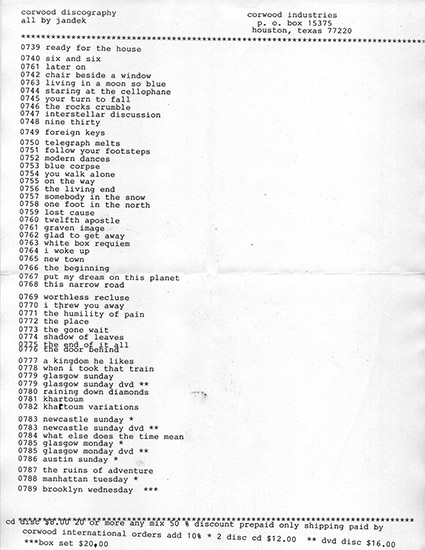 corwood discography
all by jandek
corwood industries
p. o. box 15375
houston, texas 77220
0739 ready for the house
0740 six and six
0761 later on
0742 chair beside a window
0763 living in a moon so blue
0744 staring at the cellophane
0745 your turn to fall
0746 the rocks crumble
0747 interstellar discussion
0748 nine thirty
0749 foreign keys
0750 telegraph melts
0751 follow your footsteps
0752 modern dances
0753 blue corpse
0754 you walk alone
0755 on the way
0756 the living end
0757 somebody in the snow
0758 one foot in the north
0759 lost cause
0760 twelfth apostle
0761 graven image
0762 glad to get away
0763 white box requiem
0764 i woke up
0765 new town
0766 the beginning
0767 put my dream on this planet
0768 this narrow road
0769 worthless recluse
0770 i threw you away
0771 the humility of pain
0772 the place
0773 the gone wait
0774 shadow of leaves
0775 the end of it all
0776 the door behind
0777 a kingdom he likes
0778 when i took that train
0779 glasgow sunday
0779 glasgow sunday dvd **
0780 raining down diamonds
0781 khartoum
0782 khartoum variations
0783 newcastle sunday *
0783 newcastle sunday dvd **
0784 what else does the time mean
0785 glasgow monday *
0785 glasgow monday dvd **
0786 austin sunday *
0787 the ruins of adventure
0788 manhattan tuesday *
0789 brooklyn wednesday ***
cd disc $8.00 20 or more any mix 50 % discount prepaid only shipping paid by
corwood international orders add 10% * 2 disc cd $12.00 ** dvd disc $16.00
***box set $20,00